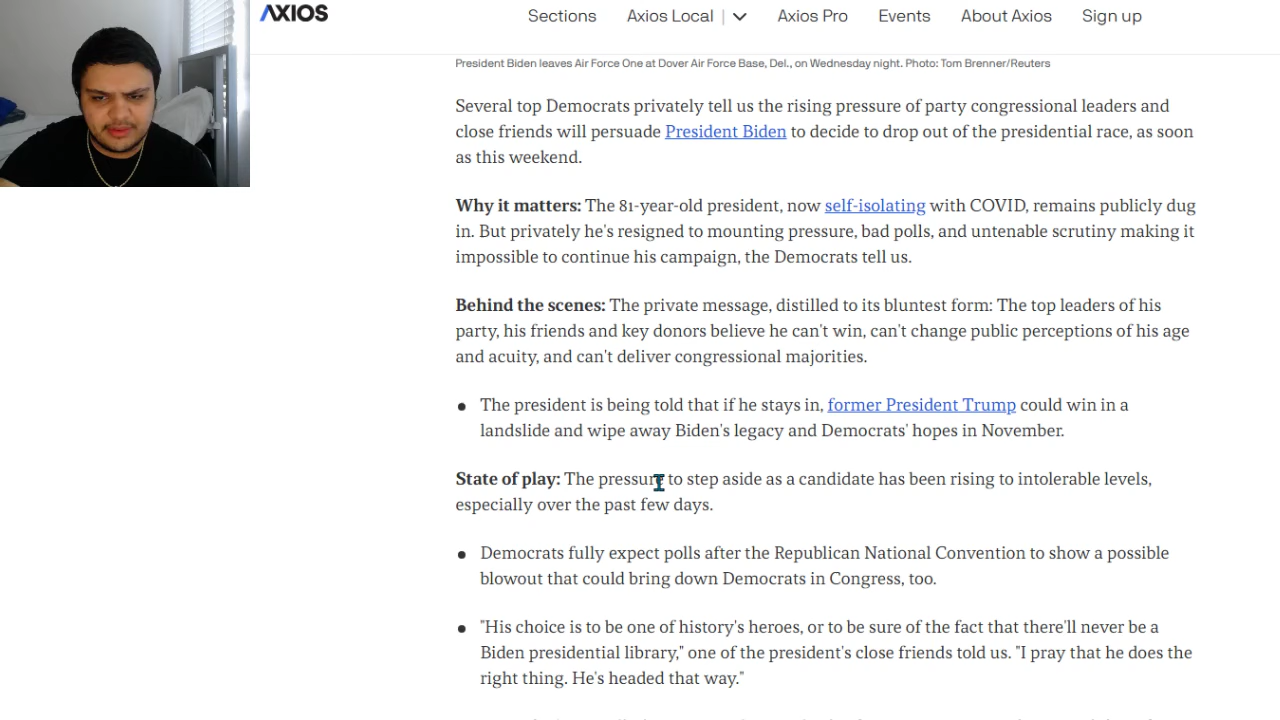 AXIOS
Sections Axios Local | Axios Pro Events About Axios Sign up
President Biden leaves Air Force One at Dover Air Force Base, Del., on Wednesday night. Photo: Tom Brenner/Reuters
Several top Democrats privately tell us the rising pressure of party congressional leaders and
close friends will persuade President Biden to decide to drop out of the presidential race, as soon
as this weekend.
Why it matters: The 81-year-old president, now self-isolating with COVID, remains publicly dug
in. But privately he's resigned to mounting pressure, bad polls, and untenable scrutiny making it
impossible to continue his campaign, the Democrats tell us.
Behind the scenes: The private message, distilled to its bluntest form: The top leaders of his
party, his friends and key donors believe he can't win, can't change public perceptions of his age
and acuity, and can't deliver congressional majorities.
• The president is being told that if he stays in, former President Trump could win in a
landslide and wipe away Biden's legacy and Democrats' hopes in November.
State of play: The pressure to step aside as a candidate has been rising to intolerable levels,
especially over the past few days.
• Democrats fully expect polls after the Republican National Convention to show a possible
blowout that could bring down Democrats in Congress, too.
• "His choice is to be one of history's heroes, or to be sure of the fact that there'll never be a
Biden presidential library," one of the president's close friends told us. "I pray that he does the
right thing. He's headed that way."